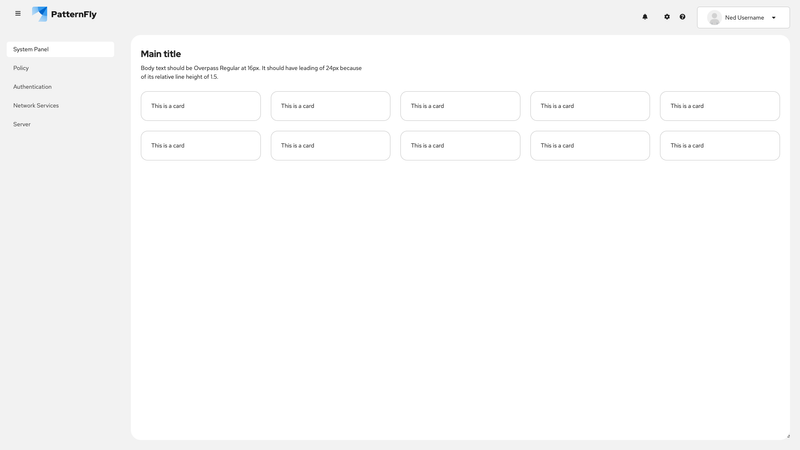 PatternFly
Ned Username
System Panel
Policy
Authentication
Network Services
Server
Main title
Body text should be Overpass Regular at 16px. It should have leading of 24px because
of its relative line height of 1.5.
This is a card
This is a card
This is a card
This is a card
This is a card
This is a card
This is a card
This is a card
This is a card
This is a card